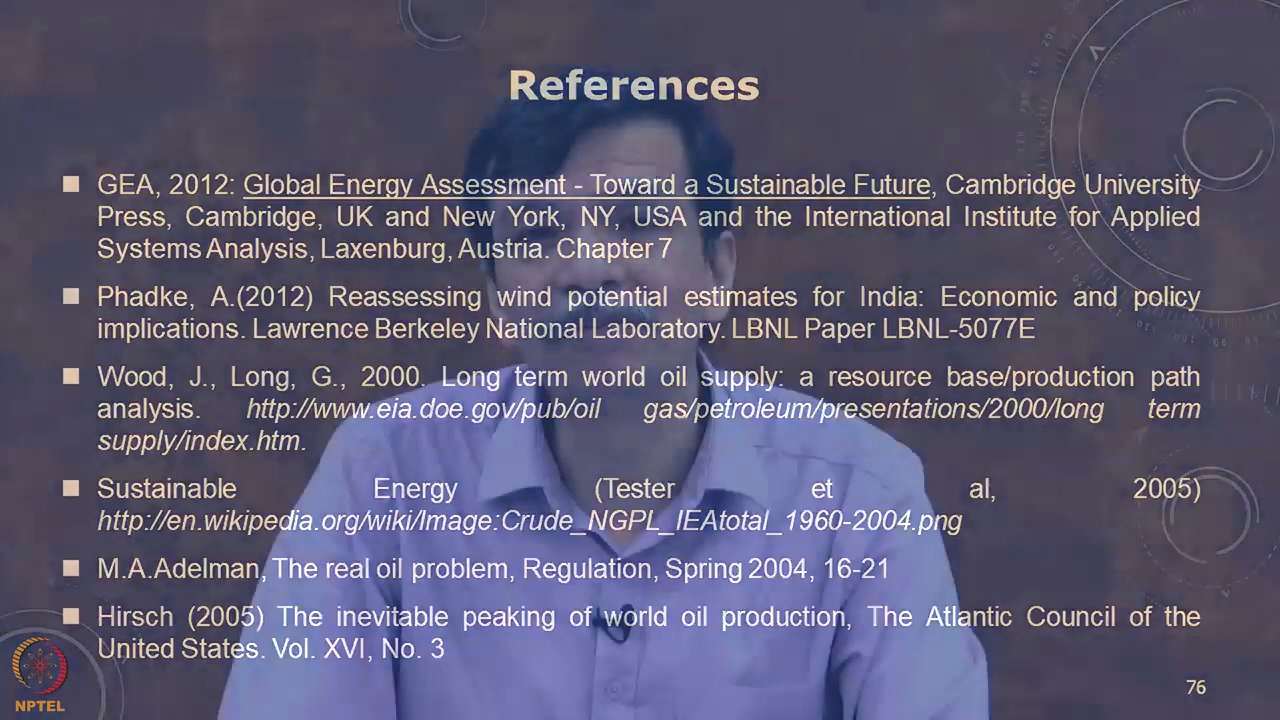 References
GEA, 2012: Global Energy Assessment - Toward a Sustainable Future, Cambridge University
Press, Cambridge, UK and New York, NY, USA and the International Institute for Applied
Systems Analysis, Laxenburg, Austria. Chapter 7
Phadke, A.(2012) Reassessing wind potential estimates for India: Economic and policy
implications. Lawrence Berkeley National Laboratory. LBNL Paper LBNL-5077E
Wood, J., Long, G., 2000. Long term world oil supply: a resource base/production path
analysis. http://www.eia.doe.gov/pub/oil gas/petroleum/presentations/2000/long term
supply/index.htm.
Sustainable Energy (Tester et al, 2005)
http://en.wikipedia.org/wiki/Image:Crude_NGPL_IEAtotal_1960-2004.png
M.A.Adelman, The real oil problem, Regulation, Spring 2004, 16-21
Hirsch (2005) The inevitable peaking of world oil production, The Atlantic Council of the
United States. Vol. XVI, No. 3
NPTEL
76